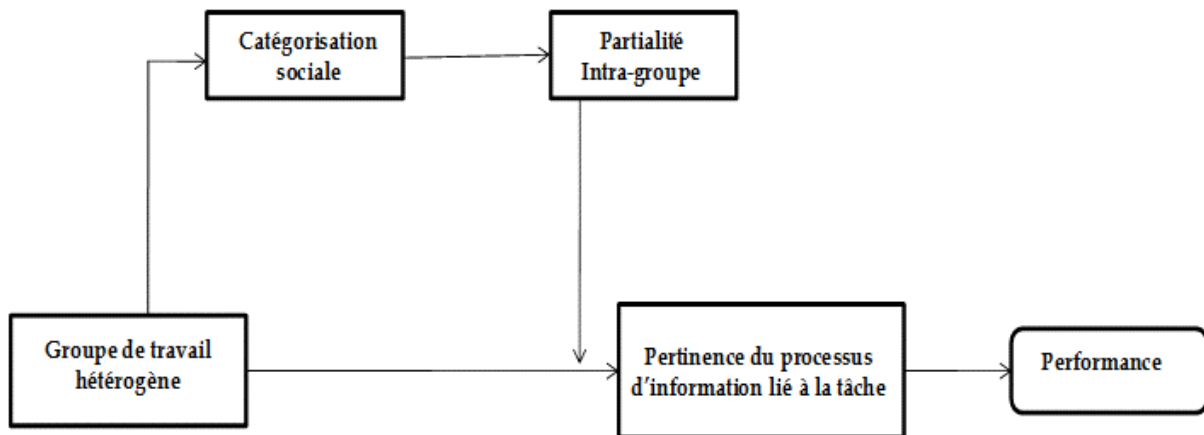 Catégorisation
sociale
Partialité
Intra-groupe
Groupe de travail
hétérogène
Pertinence du processus
d'information lié à la tâche
Performance